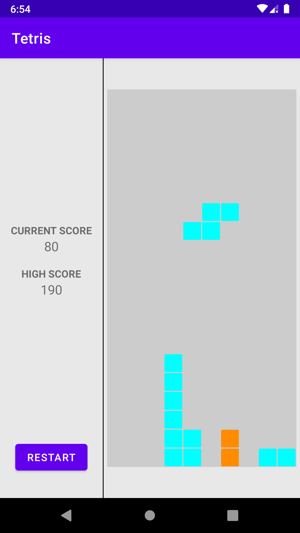 6:54
Tetris
CURRENT SCORE
80
HIGH SCORE
190
RESTART